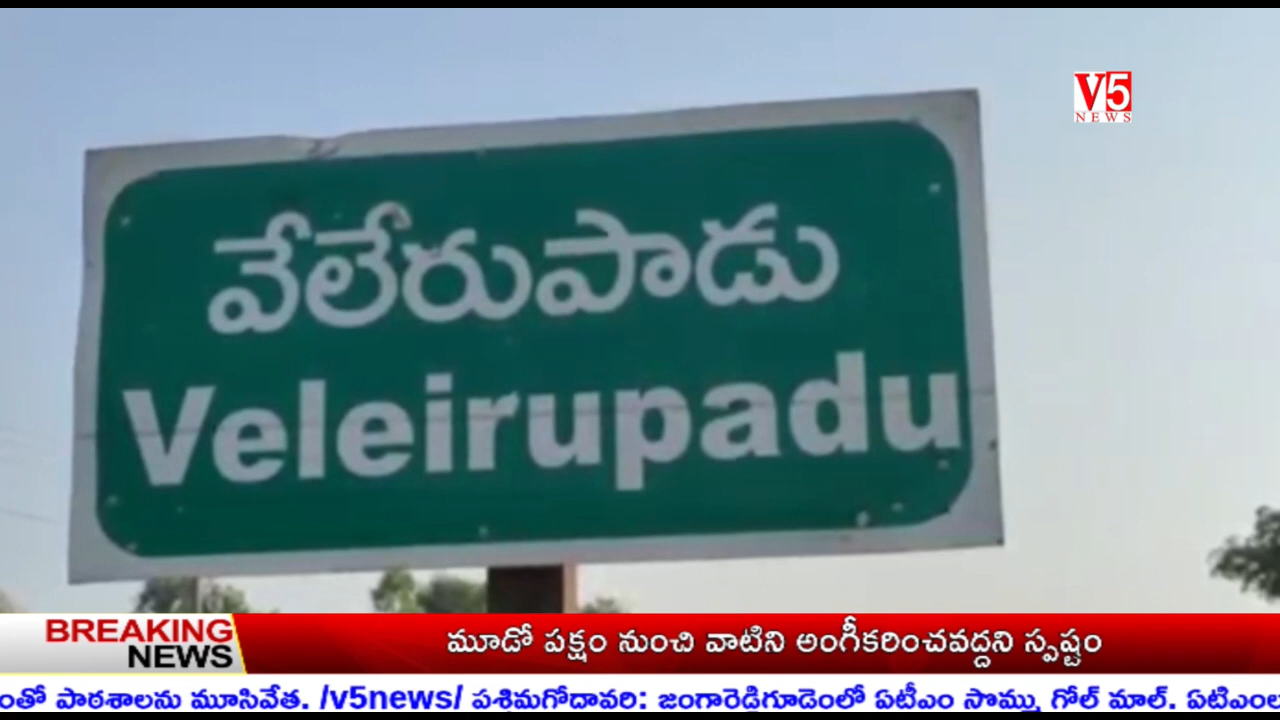 V5
NEWS
వేలేరుపాడు
Veleirupadu
BREAKING
NEWS
మూడో పక్షం నుంచి వాటిని అంగీకరించవద్దని స్పష్టం
ంతో పాఠశాలను మూసివేత. /v5news/ పశ్చిమగోదావరి: జంగారెడ్డిగూడెంలో ఏటీఎం సొమ్ము గోల్ మాల్. ఏటిఎంల